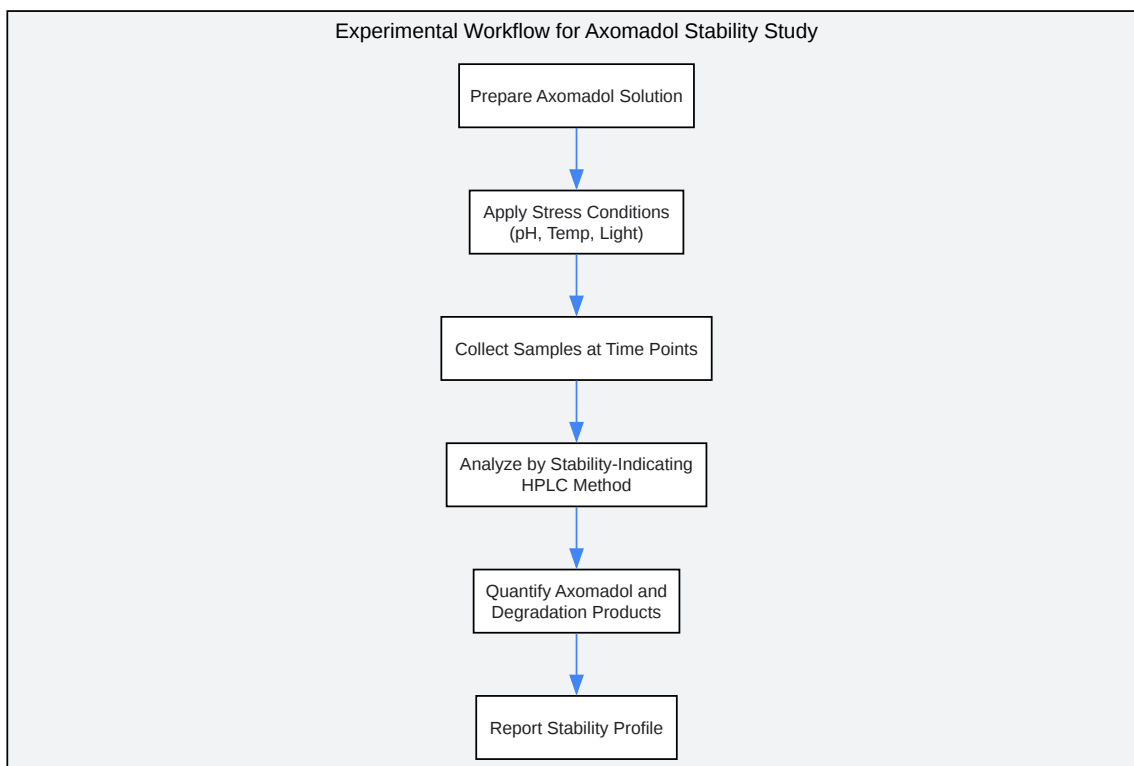 Experimental Workflow for Axomadol Stability Study
Prepare Axomadol Solution
Apply Stress Conditions
(pH, Temp, Light)
Collect Samples at Time Points
Analyze by Stability-Indicating
HPLC Method
Quantify Axomadol and
Degradation Products
Report Stability Profile